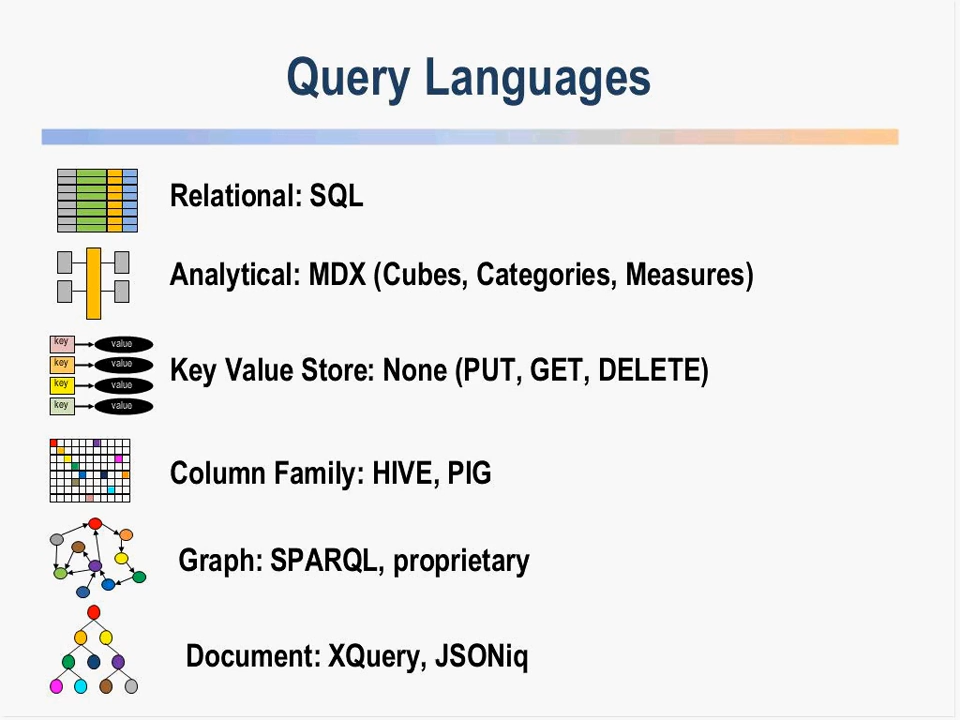 Query Languages
Relational: SQL
Analytical: MDX (Cubes, Categories, Measures)
key value
key value
key value
key value
Key Value Store: None (PUT, GET, DELETE)
Column Family: HIVE, PIG
Graph: SPARQL, proprietary
Document: XQuery, JSONiq